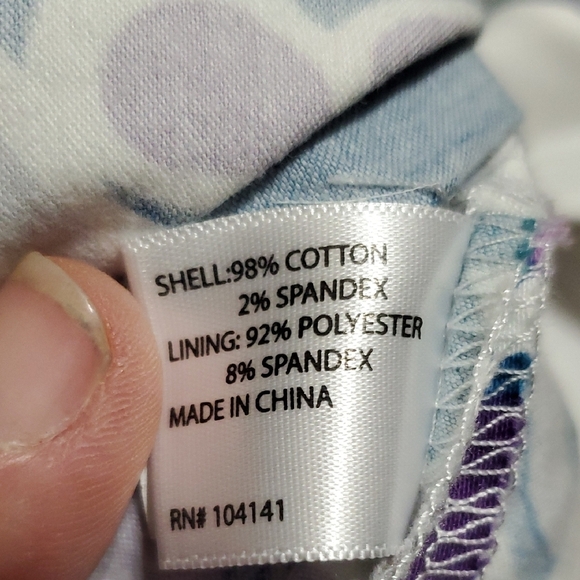 SHELL:98% COTTON
2% SPANDEX
LINING: 92% POLYESTER
8% SPANDEX
MADE IN CHINA
RN# 104141